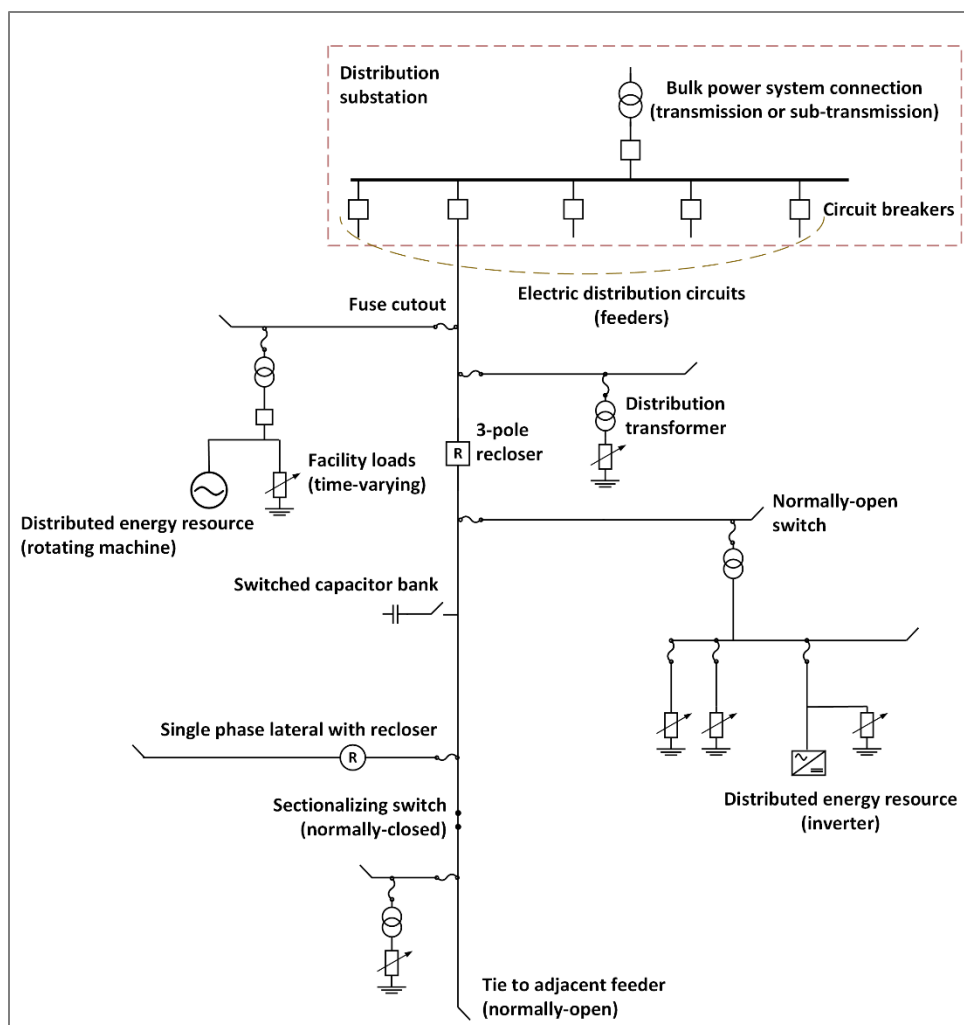 Distribution
substation
Bulk power system connection
(transmission or sub-transmission)
Circuit breakers
Electric distribution circuits
(feeders)
Fuse cutout
Distribution
transformer
3-pole
recloser
R
Facility loads
(time-varying)
Distributed energy resource
(rotating machine)
Normally-open
switch
Switched capacitor bank
Single phase lateral with recloser
R
Distributed energy resource
(inverter)
Sectionalizing switch
(normally-closed)
Tie to adjacent feeder
(normally-open)